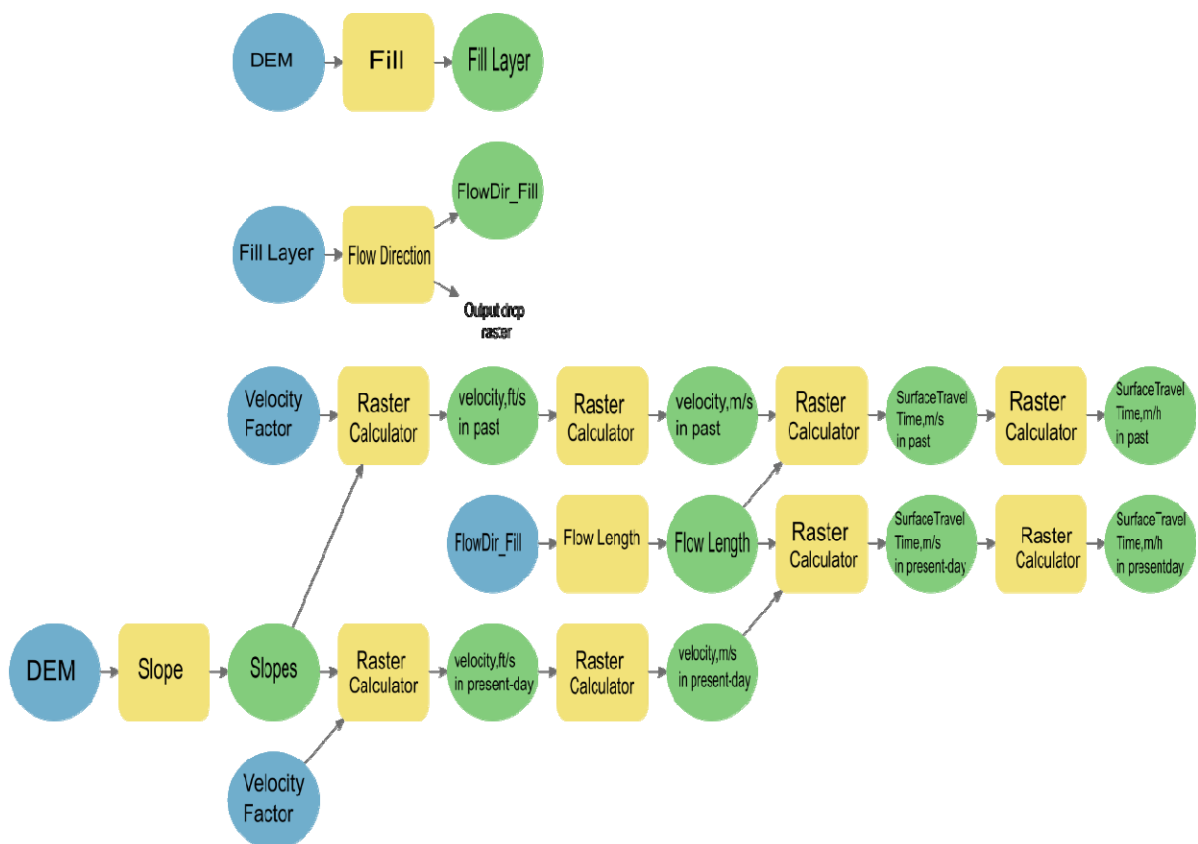 DEM
Fill
Fill Layer
FlowDir_Fill
Fill Layer
Flow Direction
Output drop
raster
Velocity
Factor
Raster
Calculator
velocity,ft/s
in past
Raster
Calculator
velocity,m/s
in past
Raster
Calculator
SurfaceTravel
Time,m/s
in past
Raster
Calculator
SurfaceTravel
Time,m/h
in past
FlowDir_Fill
Flow Length
Flow Length
Raster
Calculator
SurfaceTravel
Time,m/s
in present-day
Raster
Calculator
SurfaceTravel
Time,m/h
in presentday
DEM
Slope
Slopes
Raster
Calculator
velocity,ft/s
in present-day
Raster
Calculator
velocity,m/s
in present-day
Velocity
Factor